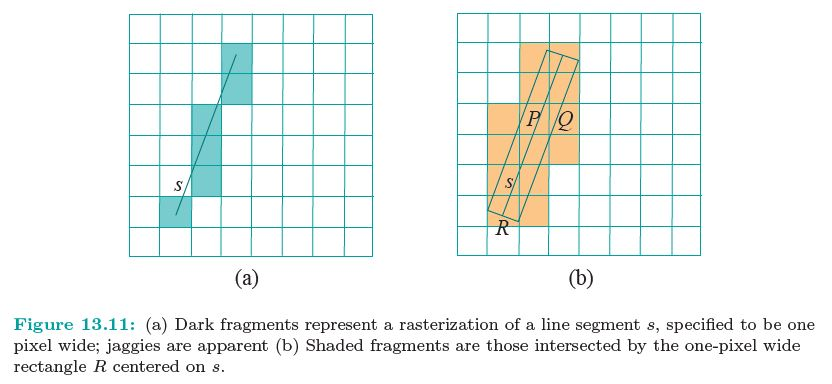 s
P
Q
s
R
(a)
(b)
Figure 13.11: (a) Dark fragments represent a rasterization of a line segment s, specified to be one
pixel wide; jaggies are apparent (b) Shaded fragments are those intersected by the one-pixel wide
rectangle R centered on s.